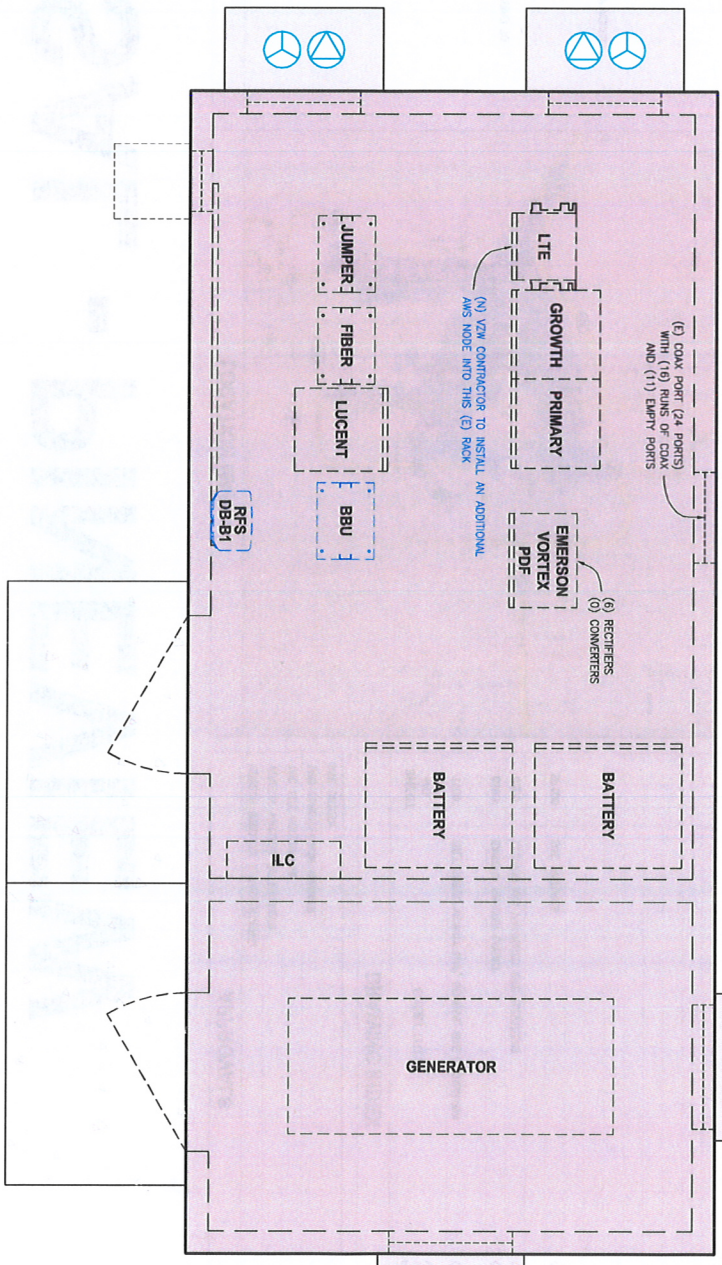 (E) COAX PORT (24 PORTS)
WITH (16) RUNS OF COAX
AND (11) EMPTY PORTS
LTE
GROWTH
PRIMARY
(N) VZW CONTRACTOR TO INSTALL AN ADDITIONAL
AWS NODE INTO THIS (E) RACK
EMERSON
VORTEX
PDF
(6) RECTIFIERS
(0) CONVERTERS
JUMPER
FIBER
LUCENT
BBU
RFS
DB-B1
BATTERY
BATTERY
ILC
GENERATOR